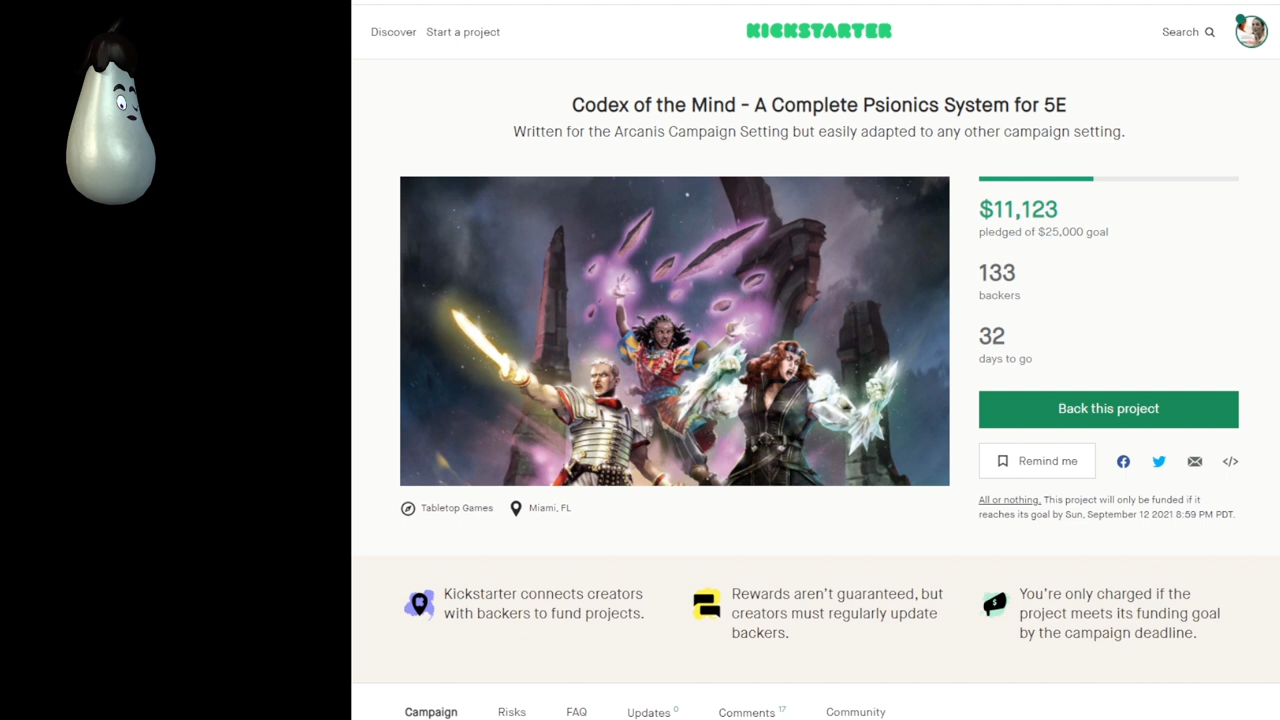 Discover Start a project
KICKSTARTER
Search
Codex of the Mind - A Complete Psionics System for 5E
Written for the Arcanis Campaign Setting but easily adapted to any other campaign setting.
$11,123
pledged of $25,000 goal
133
backers
32
days to go
Back this project
Remind me
All or nothing. This project will only be funded if it
reaches its goal by Sun, September 12 2021 8:59 PM PDT.
Tabletop Games
Miami, FL
Kickstarter connects creators
with backers to fund projects.
Rewards aren't guaranteed, but
creators must regularly update
backers.
You're only charged if the
project meets its funding goal
by the campaign deadline.
Campaign Risks FAQ Updates 0 Comments 17 Community